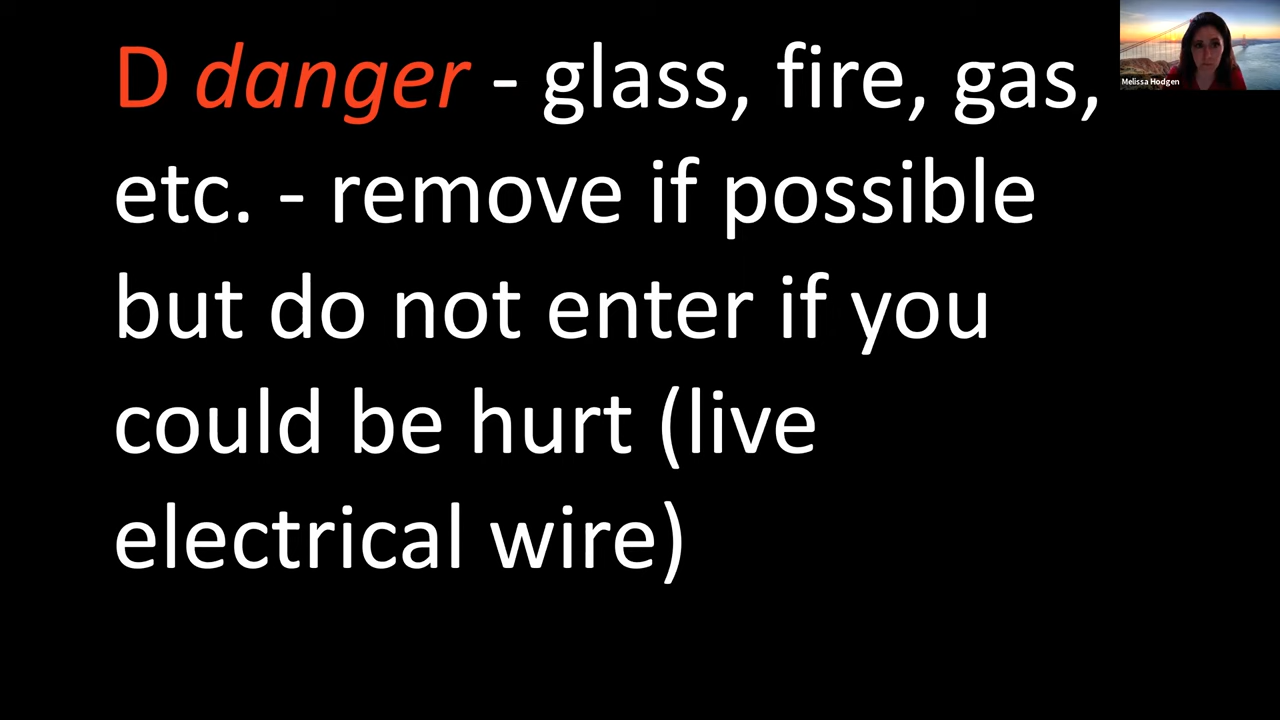 D danger - glass, fire, gas,
etc. - remove if possible
but do not enter if you
could be hurt (live
electrical wire)
Melissa Hodgen